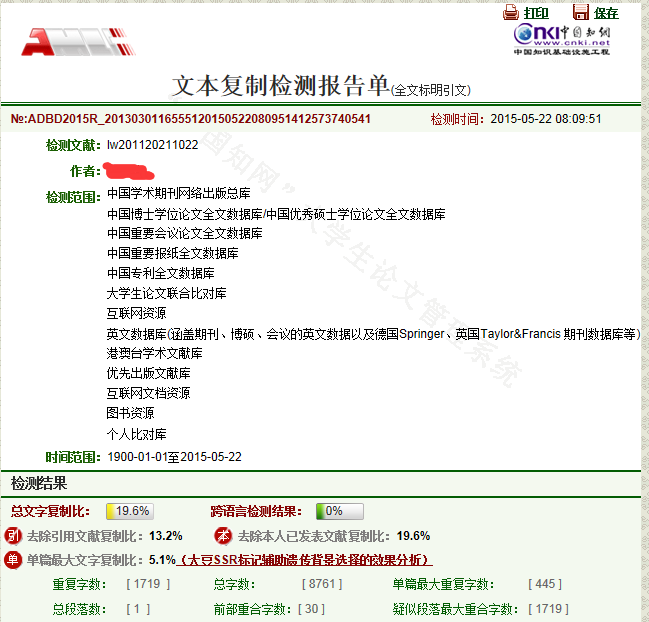 打印 保存
CNKI中国知网
www.cnki.net
中国知识基础设施工程
文本复制检测报告单(全文标明引文)
№:ADBD2015R_20130301165551201505220809514125737​40541 检测时间: 2015-05-22 08:09:51
检测文献: lw201120211022
作者:
检测范围: 中国学术期刊网络出版总库
中国博士学位论文全文数据库/中国优秀硕士学位论文全文数据库
中国重要会议论文全文数据库
中国重要报纸全文数据库
中国专利全文数据库
大学生论文联合比对库
互联网资源
英文数据库(涵盖期刊、博硕、会议的英文数据以及德国Springer、英国Taylor&Francis 期刊数据库等)
港澳台学术文献库
优先出版文献库
互联网文档资源
图书资源
个人比对库
时间范围: 1900-01-01至2015-05-22
检测结果
总文字复制比: 19.6% 跨语言检测结果: 0%
引 去除引用文献复制比: 13.2% 本 去除本人已发表文献复制比: 19.6%
单 单篇最大文字复制比: 5.1% (大豆SSR标记辅助遗传背景选择的效果分析)
重复字数: [ 1719 ] 总字数: [ 8761 ] 单篇最大重复字数: [ 445 ]
总段落数: [ 1 ] 前部重合字数: [ 30 ] 疑似段落最大重合字数: [ 1719 ]
国知网”大学生论文管理系统